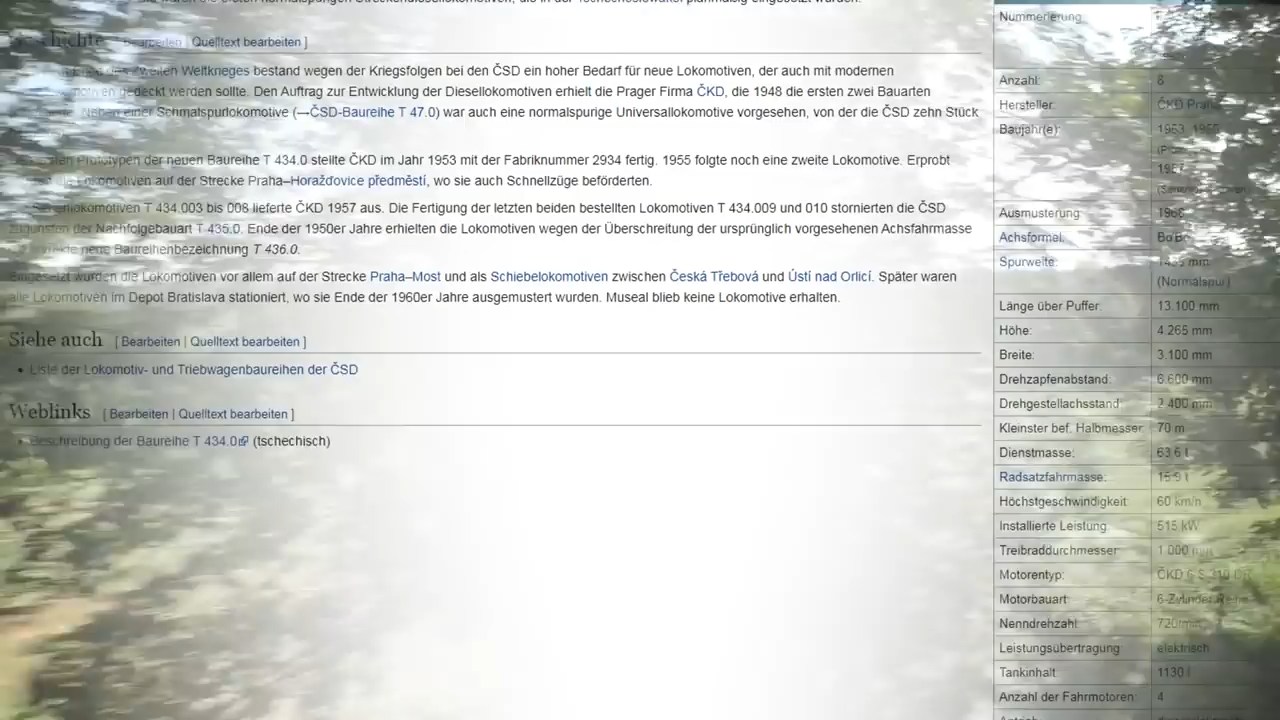 planmäßig eingesetzt wurden.
Bearbeiten | Quelltext bearbeiten ]
Zweiten Weltkrieges bestand wegen der Kriegsfolgen bei den ČSD ein hoher Bedarf für neue Lokomotiven, der auch mit modernen
gedeckt werden sollte. Den Auftrag zur Entwicklung der Diesellokomotiven erhielt die Prager Firma ČKD, die 1948 die ersten zwei Bauarten
Neben einer Schmalspurlokomotive (→ČSD-Baureihe T 47.0) war auch eine normalspurige Universallokomotive vorgesehen, von der die ČSD zehn Stück
Prototypen der neuen Baureihe T 434.0 stellte ČKD im Jahr 1953 mit der Fabriknummer 2934 fertig. 1955 folgte noch eine zweite Lokomotive. Erprobt
Lokomotiven auf der Strecke Praha–Horažďovice předměstí, wo sie auch Schnellzüge beförderten.
T 434.003 bis 008 lieferte ČKD 1957 aus. Die Fertigung der letzten beiden bestellten Lokomotiven T 434.009 und 010 stornierten die ČSD
zugunsten der Nachfolgebauart T 435.0. Ende der 1950er Jahre erhielten die Lokomotiven wegen der Überschreitung der ursprünglich vorgesehenen Achsfahrmasse
neue Baureihenbezeichnung T 436.0.
Eingesetzt wurden die Lokomotiven vor allem auf der Strecke Praha–Most und als Schiebelokomotiven zwischen Česká Třebová und Ústí nad Orlicí. Später waren
alle Lokomotiven im Depot Bratislava stationiert, wo sie Ende der 1960er Jahre ausgemustert wurden. Museal blieb keine Lokomotive erhalten.
Siehe auch [ Bearbeiten | Quelltext bearbeiten ]
• Liste der Lokomotiv- und Triebwagenbaureihen der ČSD
Weblinks [ Bearbeiten | Quelltext bearbeiten ]
• Beschreibung der Baureihe T 434.0 (tschechisch)
Nummerierung
Anzahl: 8
Hersteller: ČKD Praha
Baujahr(e): 1953, 1955
1957
Ausmusterung:
Achsformel: Bo'Bo'
Spurweite: 1435 mm
(Normalspur)
Länge über Puffer: 13.100 mm
Höhe: 4.265 mm
Breite: 3.100 mm
Drehzapfenabstand: 6.600 mm
Drehgestellachsstand: 2.400 mm
Kleinster bef. Halbmesser: 70 m
Dienstmasse: 63,6 t
Radsatzfahrmasse: 15,9 t
Höchstgeschwindigkeit: 60 km/h
Installierte Leistung: 515 kW
Treibraddurchmesser: 1.000 mm
Motorentyp: ČKD 6 S 310 DR
Motorbauart: 6-Zylinder
Nenndrehzahl: 720/min
Leistungsübertragung: elektrisch
Tankinhalt: 1130 l
Anzahl der Fahrmotoren: 4
Antrieb: